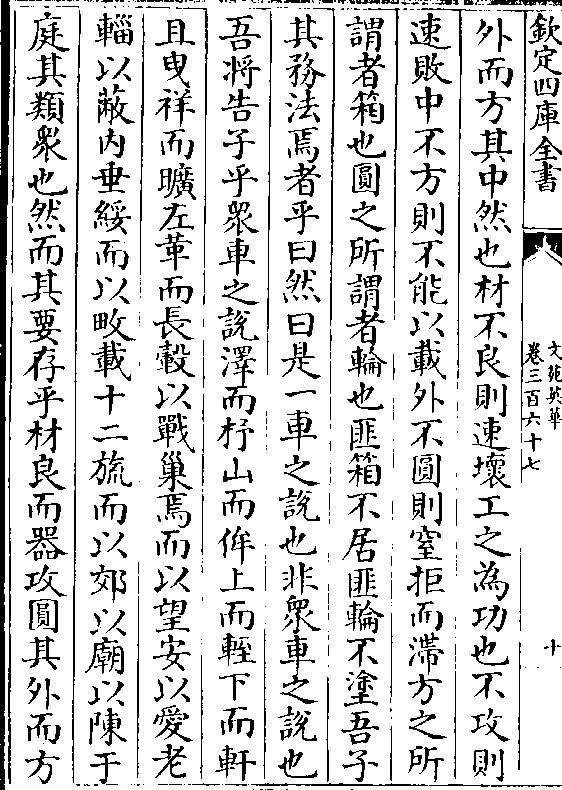 欽定四庫全書
文苑英華
卷三百六十七
十
外而方其中然也材不良則速壞工之為功也不攻則
速敗中不方則不能以載外不圓則窒拒而滯方之所
謂者箱也圓之所謂者輪也匪箱不居匪輪不塗吾子
其務法焉者乎曰然曰是一車之說也非衆車之說也
吾將告子乎衆車之說澤而杼山而侔上而輊下而軒
且曳祥而曠左革而長轂以戰巢焉而以望安以愛老
輜以蔽内垂綏而以畋載十二旒而以郊以廟以陳于
庭其類衆也然而其要存乎材良而器攻圓其外而方